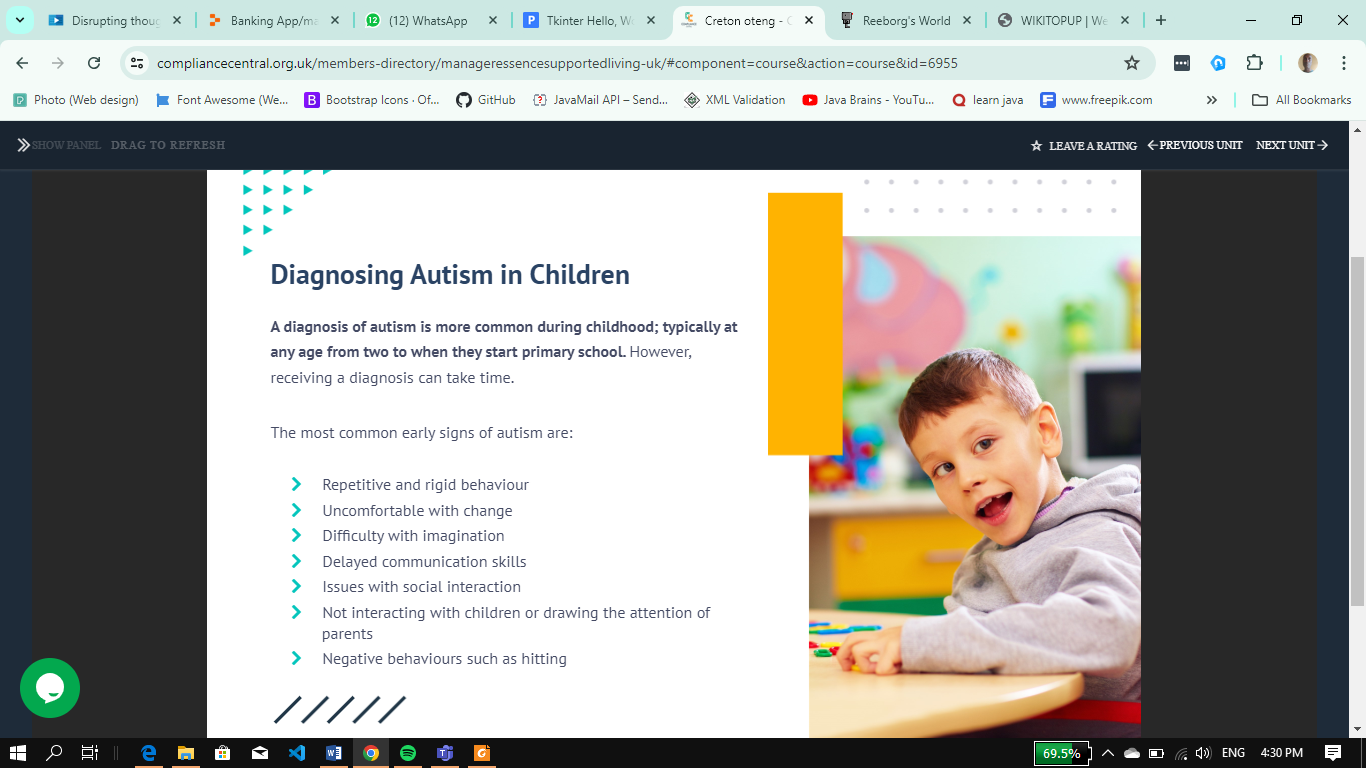 Disrupting thoug
Banking App/ma
(12) WhatsApp
Tkinter Hello, Wo
Creton oteng - C
Reeborg's World
WIKITOPUP | We
compliancecentral.org.uk/members-directory/manageressencesupportedliving-uk/#component=course&action=course&id=6955
Photo (Web design)
Font Awesome (We...
Bootstrap Icons · Of...
GitHub
JavaMail API – Send...
XML Validation
Java Brains - YouTu...
learn java
www.freepik.com
All Bookmarks
SHOW PANEL
DRAG TO REFRESH
LEAVE A RATING
PREVIOUS UNIT
NEXT UNIT
Diagnosing Autism in Children
A diagnosis of autism is more common during childhood; typically at
any age from two to when they start primary school. However,
receiving a diagnosis can take time.
The most common early signs of autism are:
Repetitive and rigid behaviour
Uncomfortable with change
Difficulty with imagination
Delayed communication skills
Issues with social interaction
Not interacting with children or drawing the attention of
parents
Negative behaviours such as hitting
69.5%
ENG
4:30 PM